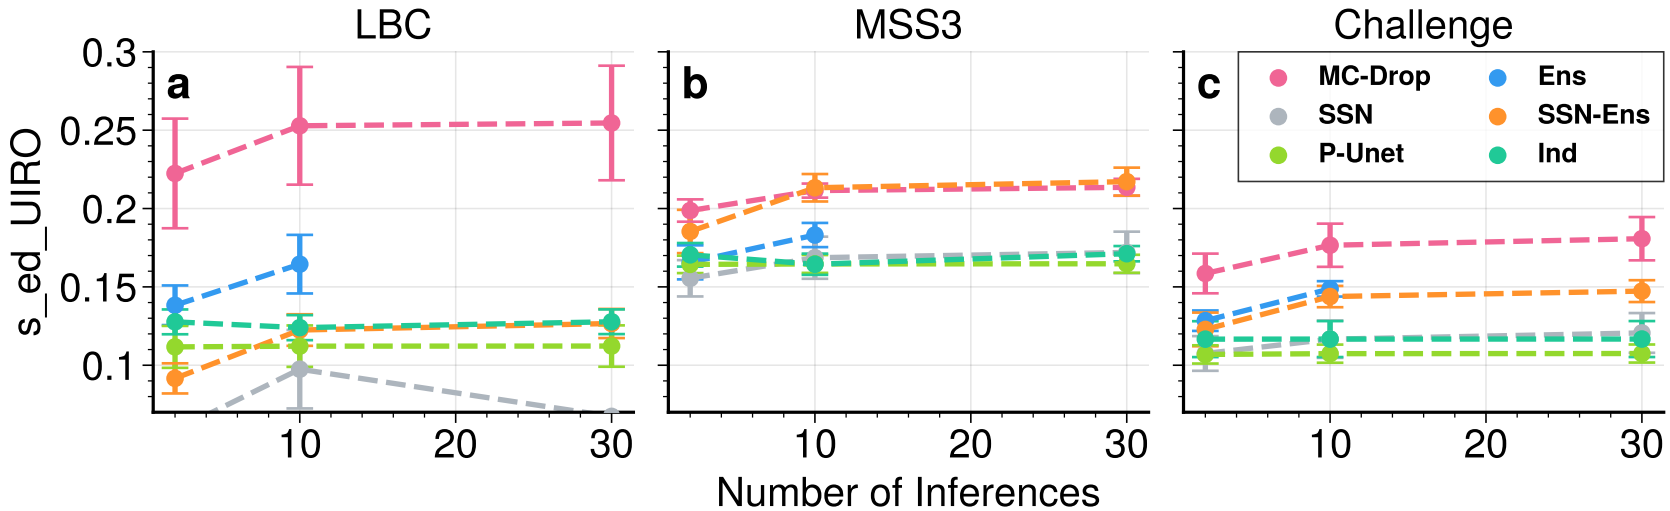 LBC
MSS3
Challenge
s_ed_UIRO
0.3
0.25
0.2
0.15
0.1
a
b
c
MC-Drop
SSN
P-Unet
Ens
SSN-Ens
Ind
10
20
30
10
20
30
10
20
30
Number of Inferences